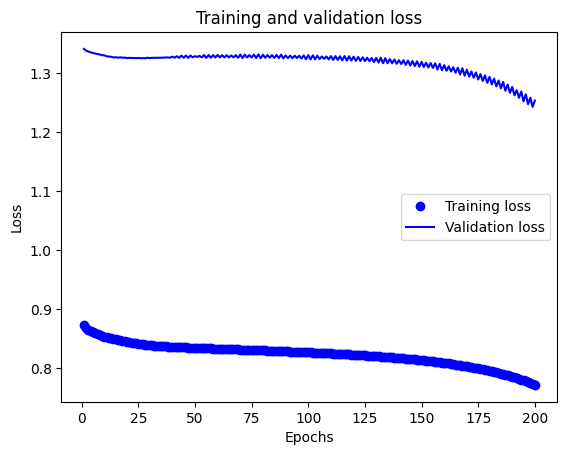 Training and validation loss
1.3
1.2
1.1
1.0
0.9
0.8
Loss
Training loss
Validation loss
0 25 50 75 100 125 150 175 200
Epochs